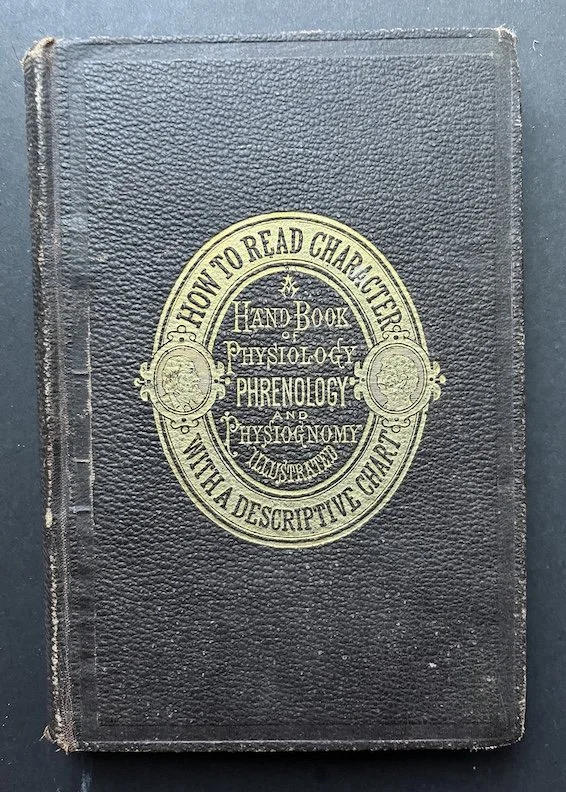 HOW TO READ CHARACTER
A
HAND-BOOK
OF
PHYSIOLOGY,
PHRENOLOGY
AND
PHYSIOGNOMY
ILLUSTRATED
WITH A DESCRIPTIVE CHART